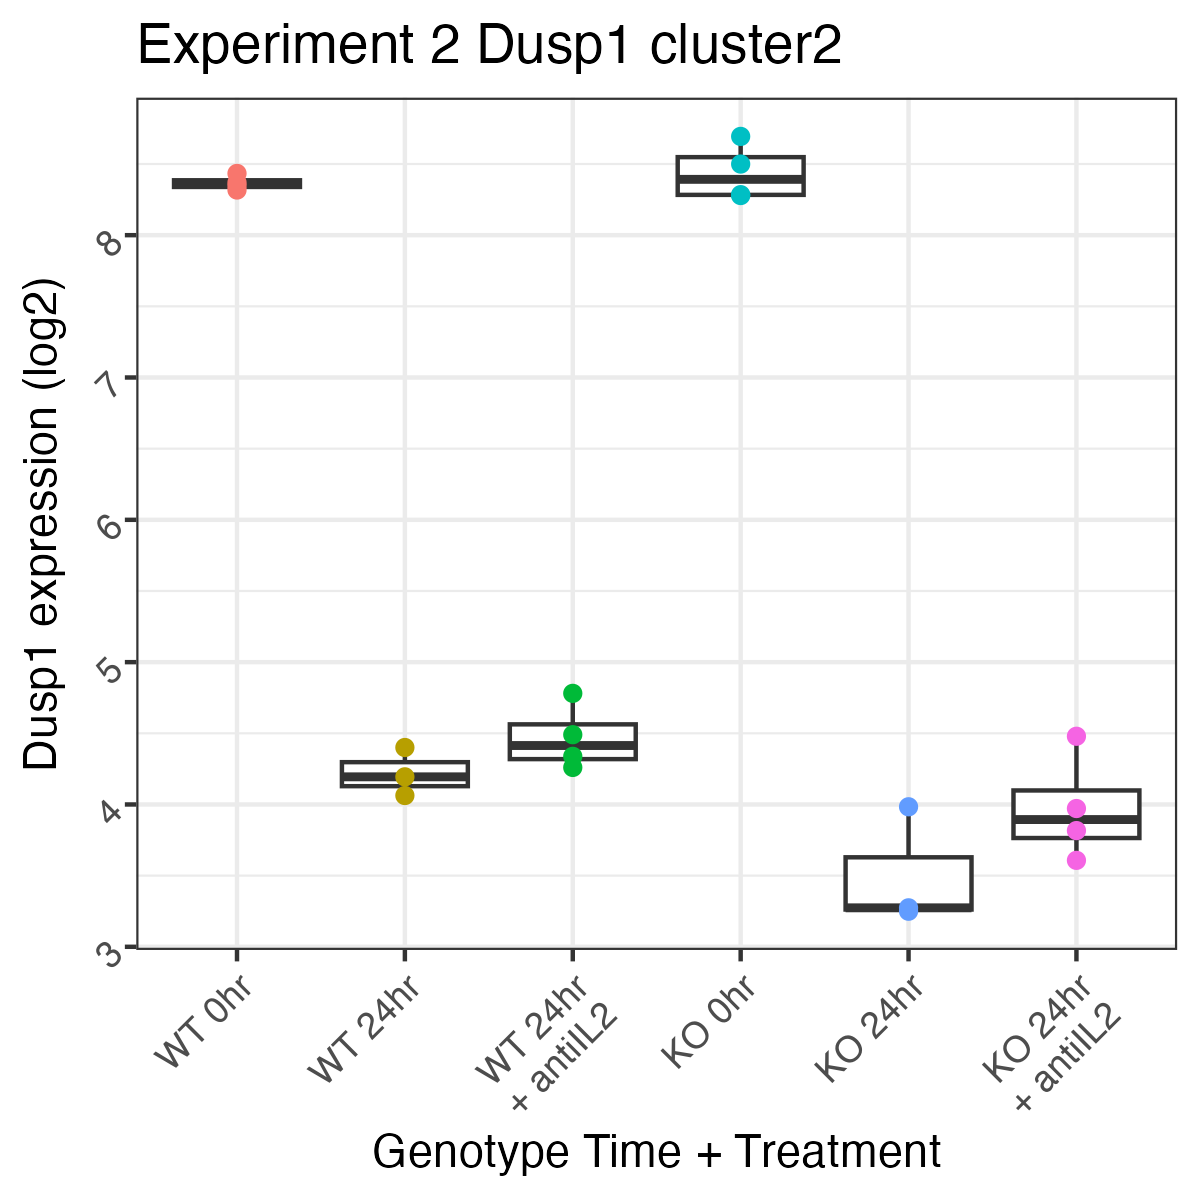 Experiment 2 Dusp1 cluster2
Dusp1 expression (log2)
8
7
6
5
4
3
WT 0hr
WT 24hr
WT 24hr
+ antiIL2
KO 0hr
KO 24hr
KO 24hr
+ antiIL2
Genotype Time + Treatment